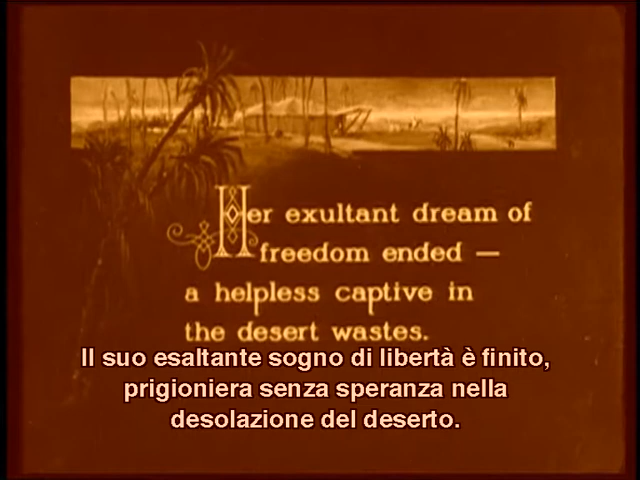 Her exultant dream of
freedom ended —
a helpless captive in
the desert wastes.
Il suo esaltante sogno di libertà è finito,
prigioniera senza speranza nella
desolazione del deserto.